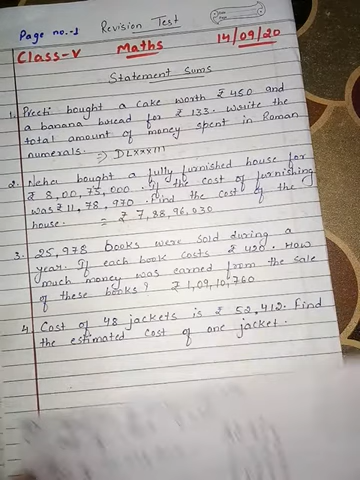 Page no.-1 Revision Test
Class-V Maths 14/09/20
Statement Sums
1. Preeti bought a cake worth ₹ 450 and
a banana bread for ₹ 133. Write the
total amount of money spent in Roman
numerals. => DLXXXIII
2. Neha bought a fully furnished house for
₹ 8,00,75,000. If the cost of furnishing
was ₹ 11,78,970. Find the cost of the
house. = ₹ 7,88,96,030
3. 25,978 books were sold during a
year. If each book costs ₹ 420. How
much money was earned from the sale
of these books? ₹ 1,09,10,760
4. Cost of 48 jackets is ₹ 52,412. Find
the estimated cost of one jacket.